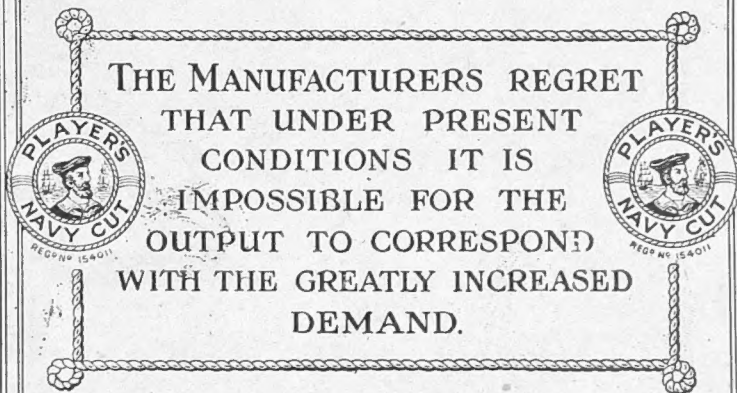 THE MANUFACTURERS REGRET
THAT UNDER PRESENT
CONDITIONS IT IS
IMPOSSIBLE FOR THE
OUTPUT TO CORRESPOND
WITH THE GREATLY INCREASED
DEMAND.
PLAYER'S
NAVY CUT
REGD No 154011
PLAYER'S
NAVY CUT
REGD No 154011